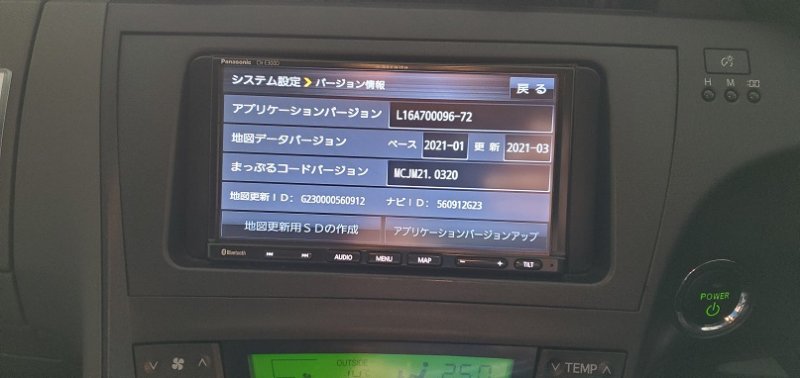 Panasonic CN-E300D
システム設定 > バージョン情報 戻る
アプリケーションバージョン L16A700096-72
地図データバージョン ベース 2021-01 更新 2021-03
まっぷるコードバージョン MCJM21.0320
地図更新ID: G230000560912 ナビID: 560912G23
地図更新用SDの作成 アプリケーションバージョンアップ
Bluetooth AUDIO MENU MAP − + TILT
H M :00
POWER
OUTSIDE
25.0
TEMP